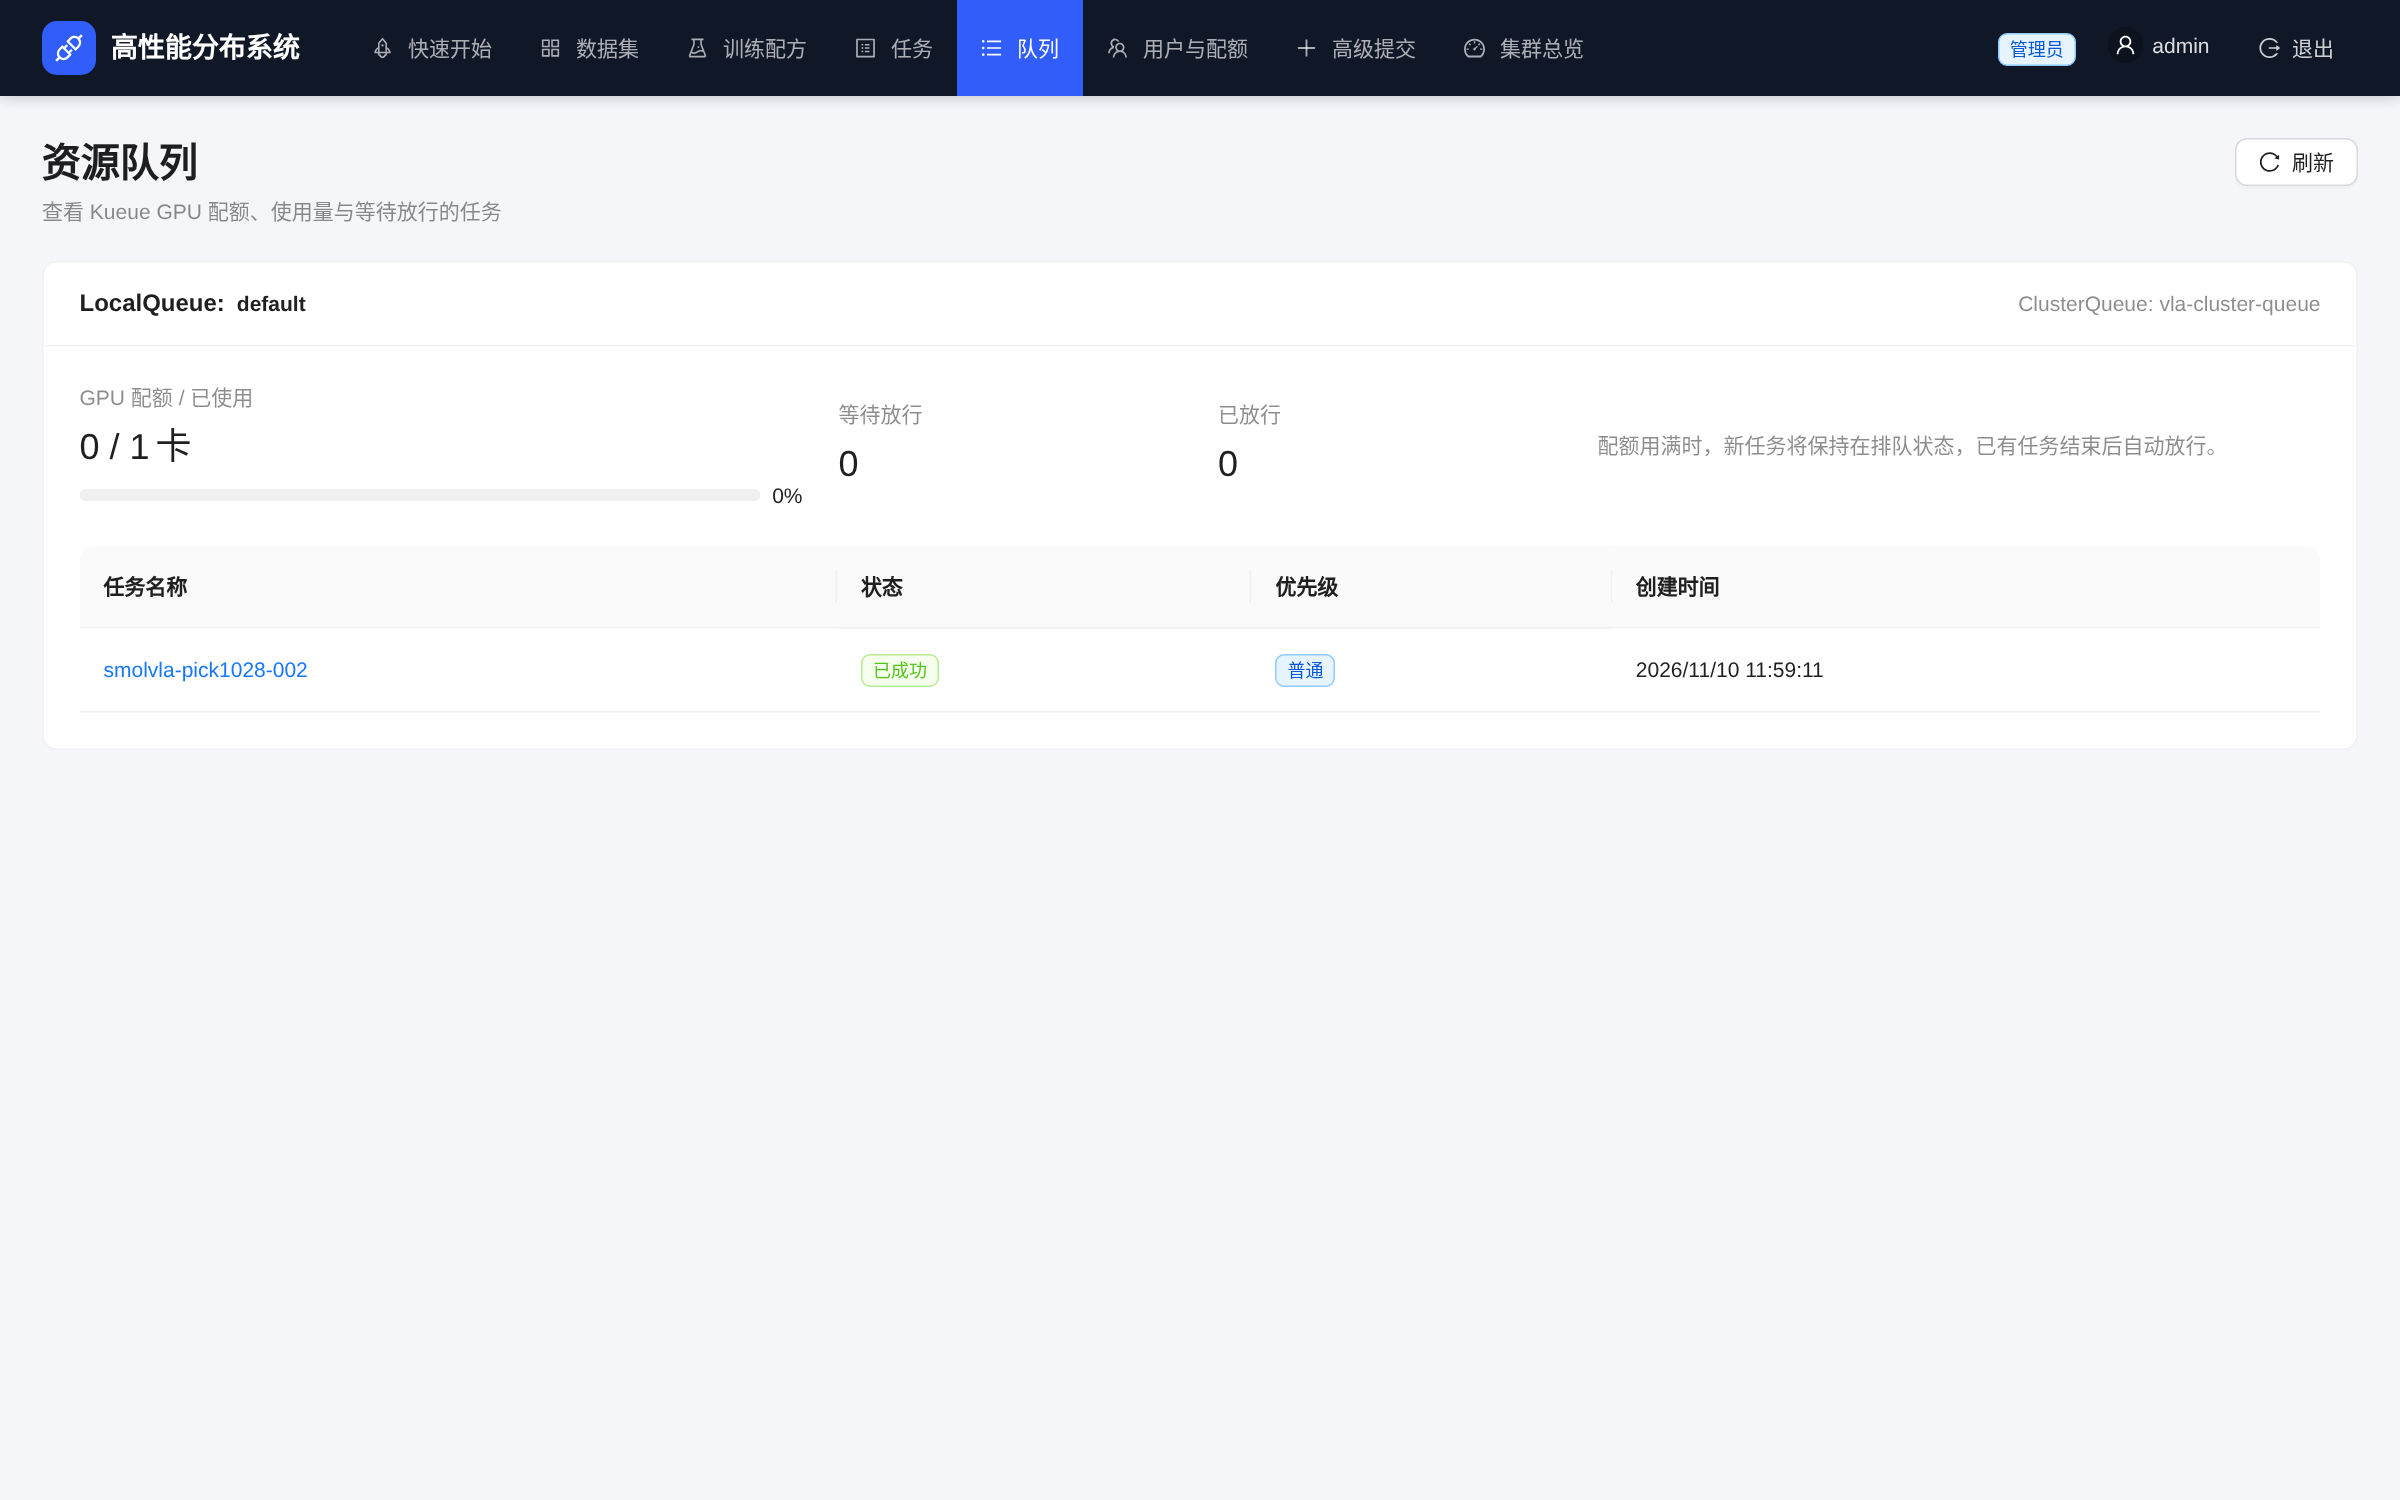 高性能分布系统 快速开始 数据集 训练配方 任务 队列 用户与配额 高级提交 集群总览 管理员 admin 退出
资源队列
刷新
查看 Kueue GPU 配额、使用量与等待放行的任务
LocalQueue: default
ClusterQueue: vla-cluster-queue
GPU 配额 / 已使用
0 / 1 卡
0%
等待放行
0
已放行
0
配额用满时，新任务将保持在排队状态，已有任务结束后自动放行。
任务名称 状态 优先级 创建时间
smolvla-pick1028-002 已成功 普通 2026/11/10 11:59:11